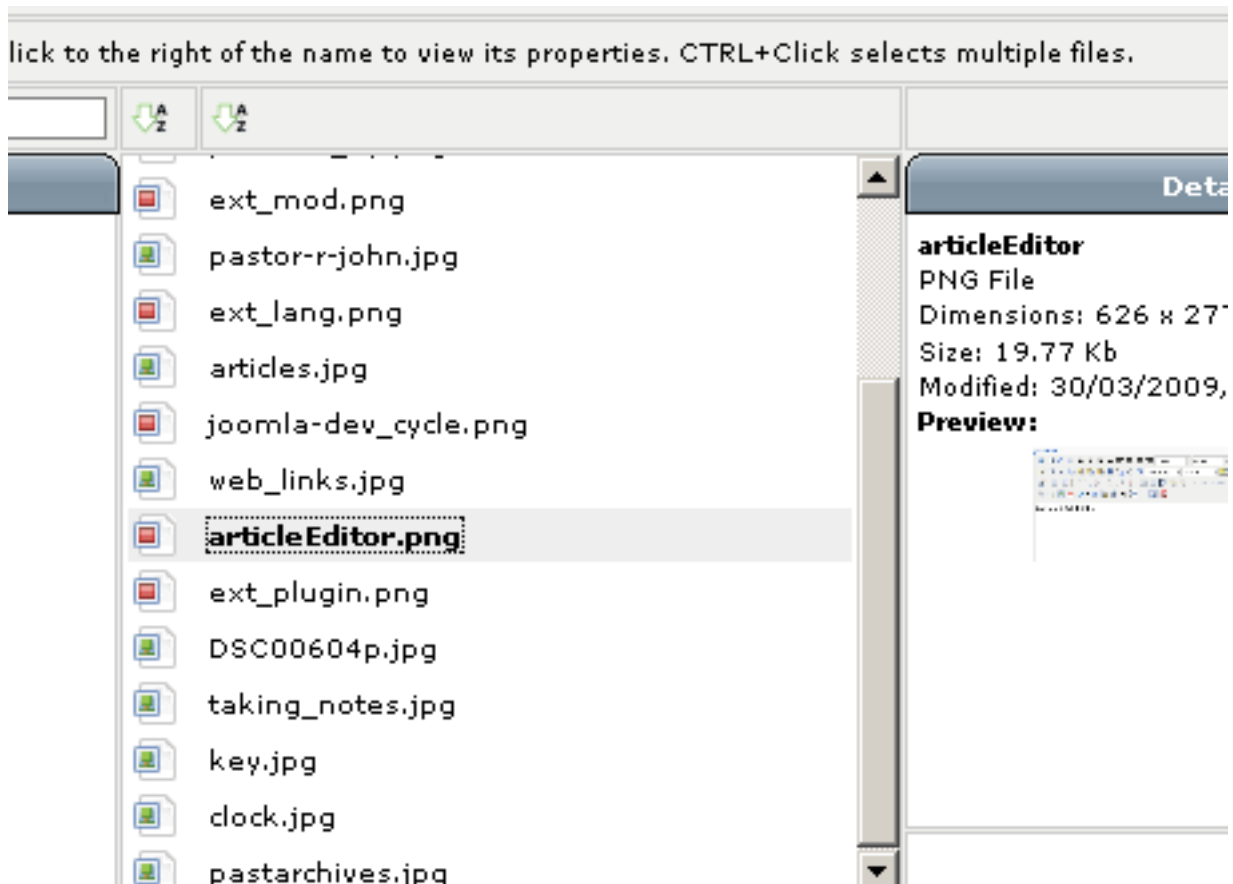 lick to the right of the name to view its properties. CTRL+Click selects multiple files.
A Z
A Z
Deta
ext_mod.png
pastor-r-john.jpg
ext_lang.png
articles.jpg
joomla-dev_cycle.png
web_links.jpg
articleEditor.png
ext_plugin.png
DSC00604p.jpg
taking_notes.jpg
key.jpg
clock.jpg
pastarchives.jpg
articleEditor
PNG File
Dimensions: 626 x 277
Size: 19.77 Kb
Modified: 30/03/2009,
Preview: